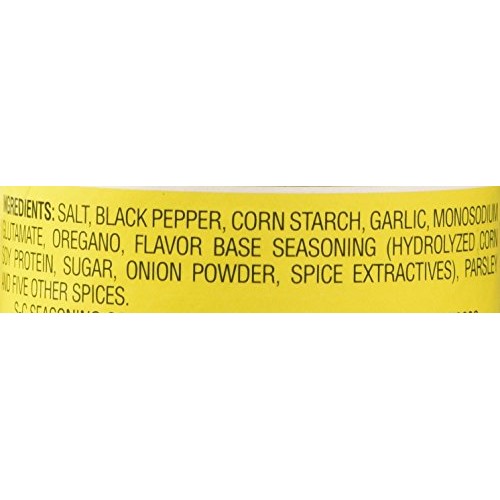 INGREDIENTS: SALT, BLACK PEPPER, CORN STARCH, GARLIC, MONOSODIUM
GLUTAMATE, OREGANO, FLAVOR BASE SEASONING (HYDROLYZED CORN
SOY PROTEIN, SUGAR, ONION POWDER, SPICE EXTRACTIVES), PARSLEY
AND FIVE OTHER SPICES.
S-C SEASONING